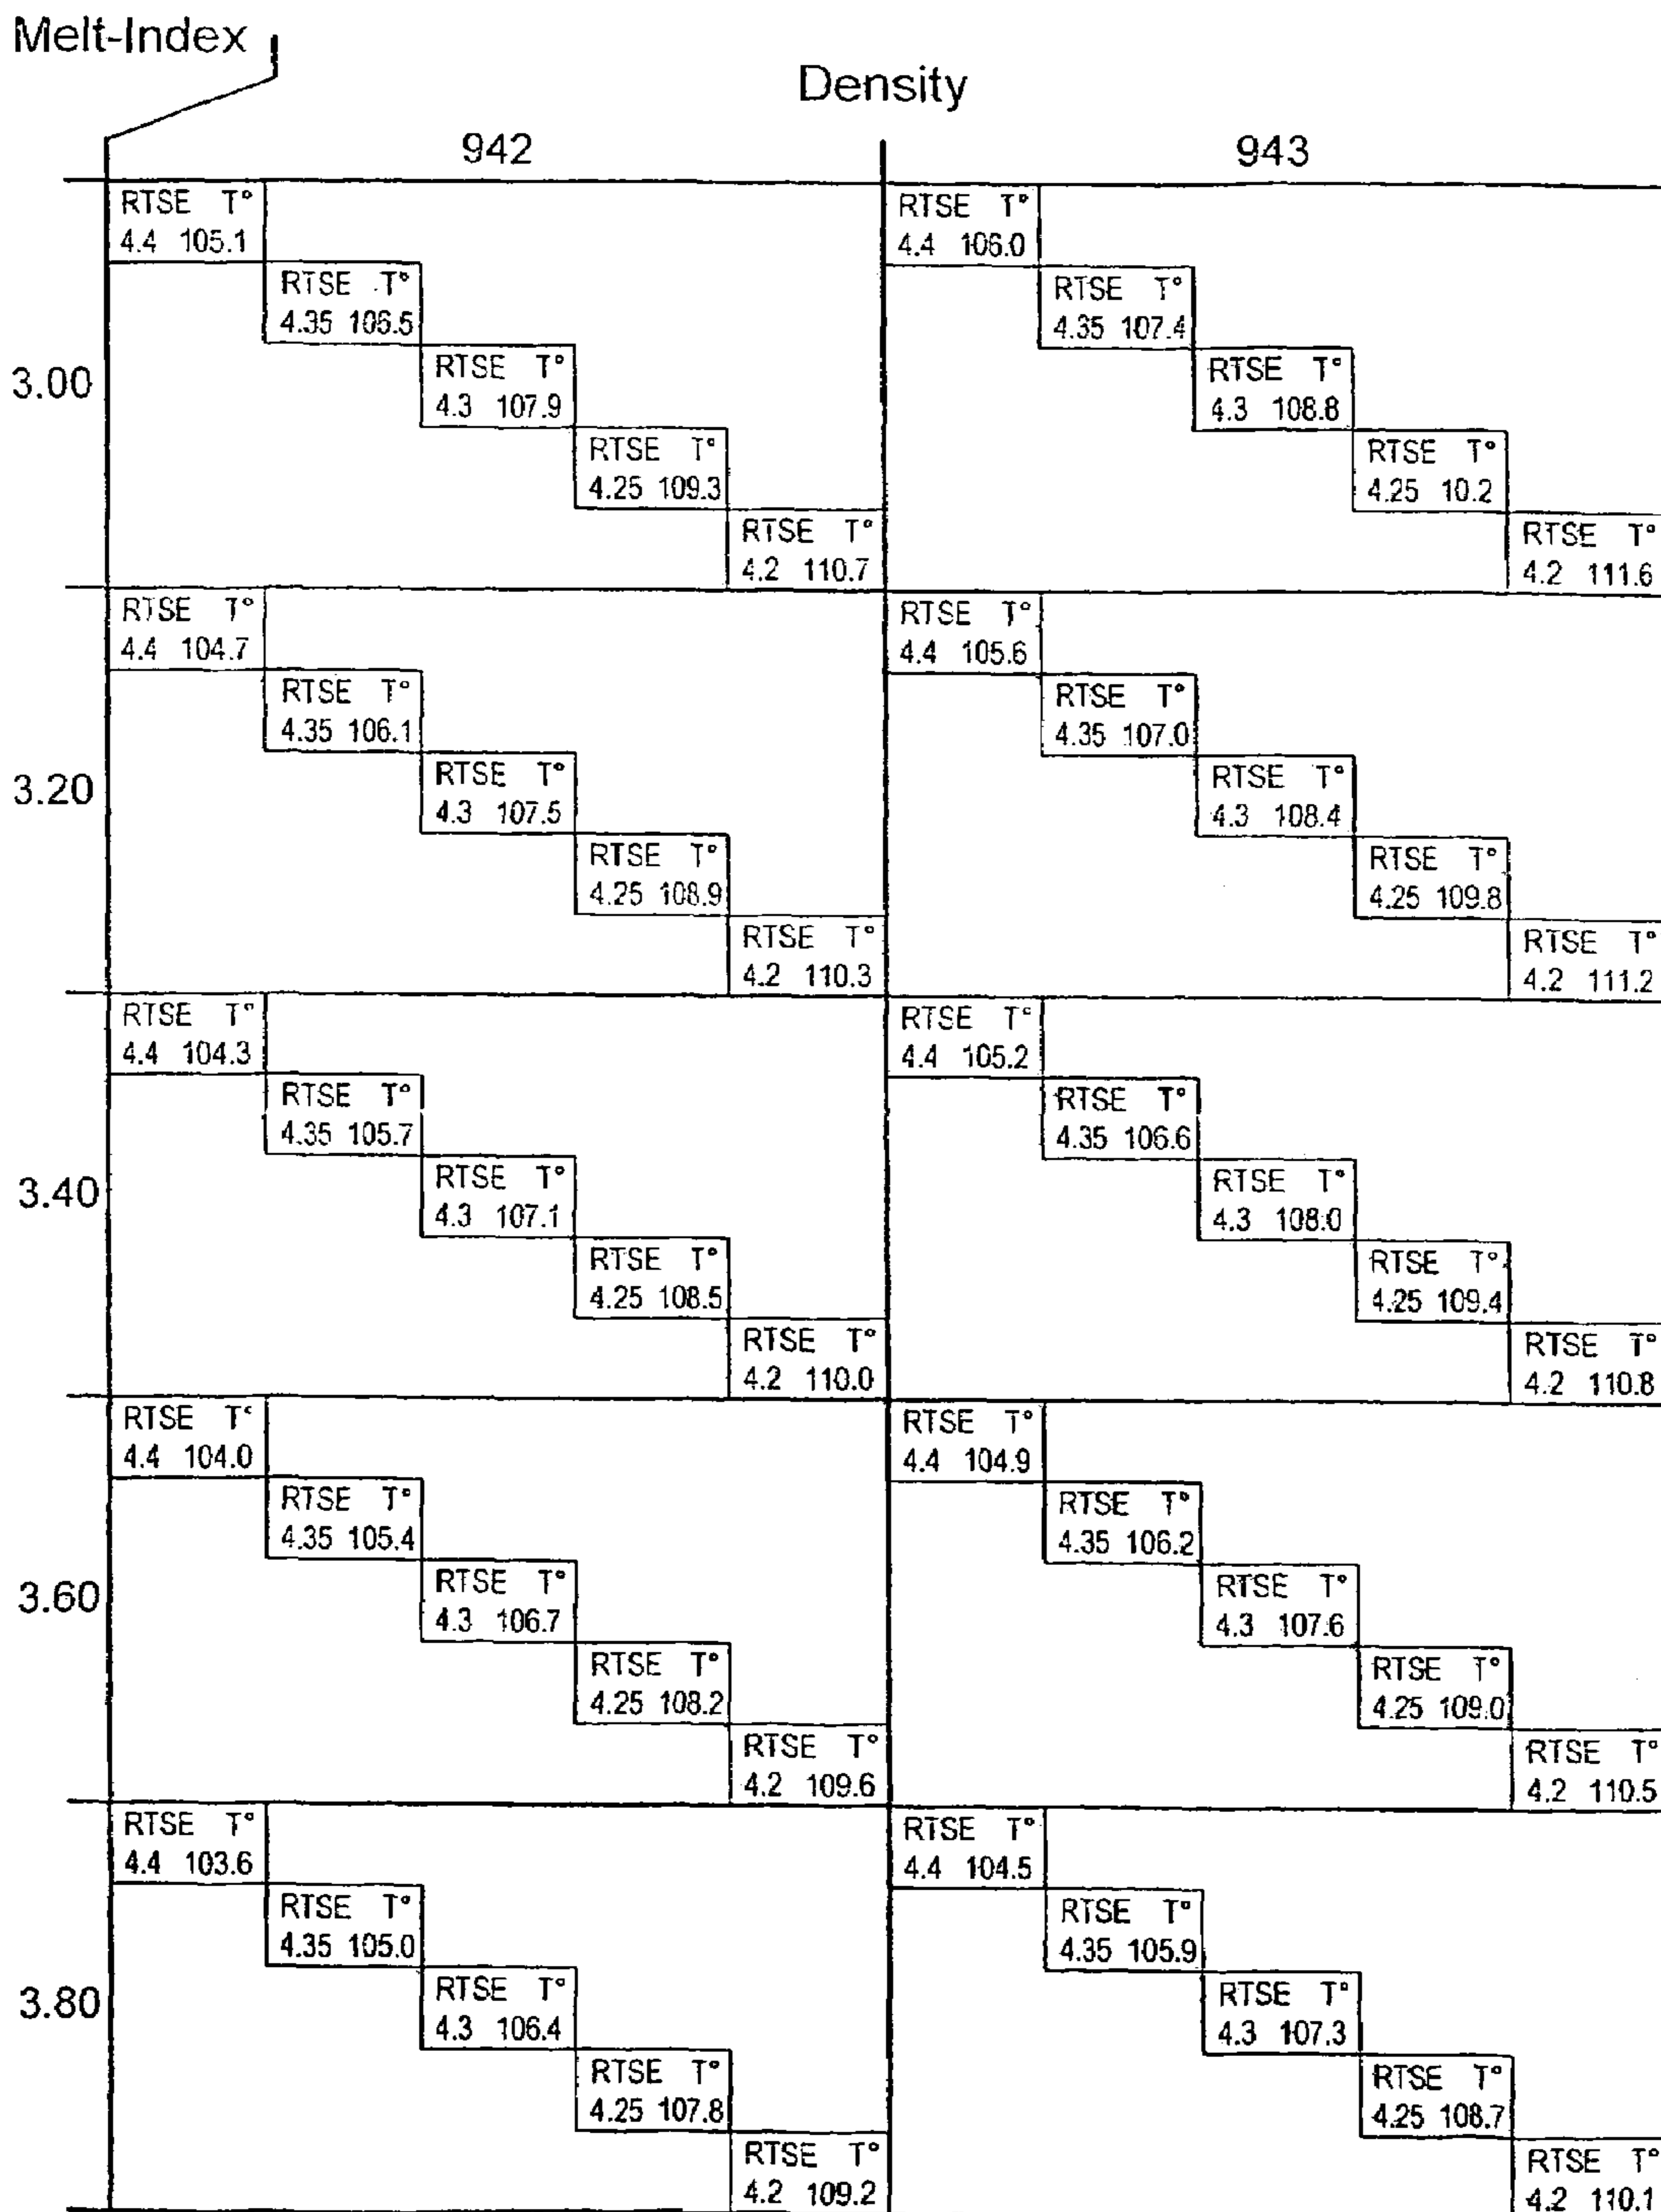 Melt-Index
Density
942 943
RTSE T° RTSE T°
4.4 105.1 4.4 106.0
RTSE T° RTSE T°
4.35 106.5 4.35 107.4
3.00
RTSE T° RTSE T°
4.3 107.9 4.3 108.8
RTSE T° RTSE T°
4.25 109.3 4.25 10.2
RTSE T° RTSE T°
4.2 110.7 4.2 111.6
RTSE T° RTSE T°
4.4 104.7 4.4 105.6
RTSE T° RTSE T°
4.35 106.1 4.35 107.0
3.20
RTSE T° RTSE T°
4.3 107.5 4.3 108.4
RTSE T° RTSE T°
4.25 108.9 4.25 109.8
RTSE T° RTSE T°
4.2 110.3 4.2 111.2
RTSE T° RTSE T°
4.4 104.3 4.4 105.2
RTSE T° RTSE T°
4.35 105.7 4.35 106.6
3.40
RTSE T° RTSE T°
4.3 107.1 4.3 108.0
RTSE T° RTSE T°
4.25 108.5 4.25 109.4
RTSE T° RTSE T°
4.2 110.0 4.2 110.8
RTSE T° RTSE T°
4.4 104.0 4.4 104.9
RTSE T° RTSE T°
4.35 105.4 4.35 106.2
3.60
RTSE T° RTSE T°
4.3 106.7 4.3 107.6
RTSE T° RTSE T°
4.25 108.2 4.25 109.0
RTSE T° RTSE T°
4.2 109.6 4.2 110.5
RTSE T° RTSE T°
4.4 103.6 4.4 104.5
RTSE T° RTSE T°
4.35 105.0 4.35 105.9
3.80
RTSE T° RTSE T°
4.3 106.4 4.3 107.3
RTSE T° RTSE T°
4.25 107.8 4.25 108.7
RTSE T° RTSE T°
4.2 109.2 4.2 110.1